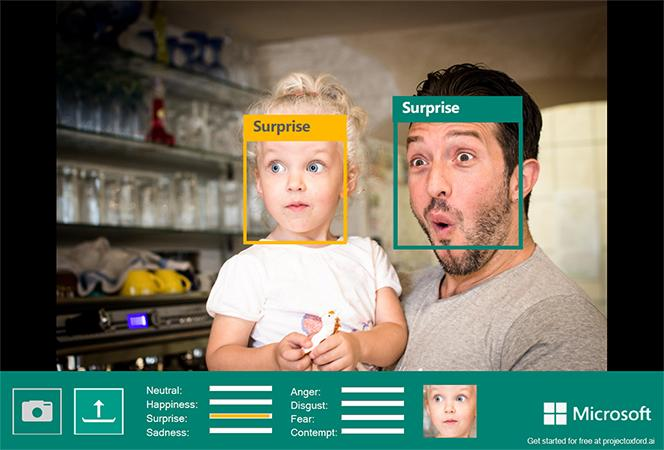 Surprise
Surprise
Neutral:
Happiness:
Surprise:
Sadness:
Anger:
Disgust:
Fear:
Contempt:
Microsoft
Get started for free at projectoxford.ai